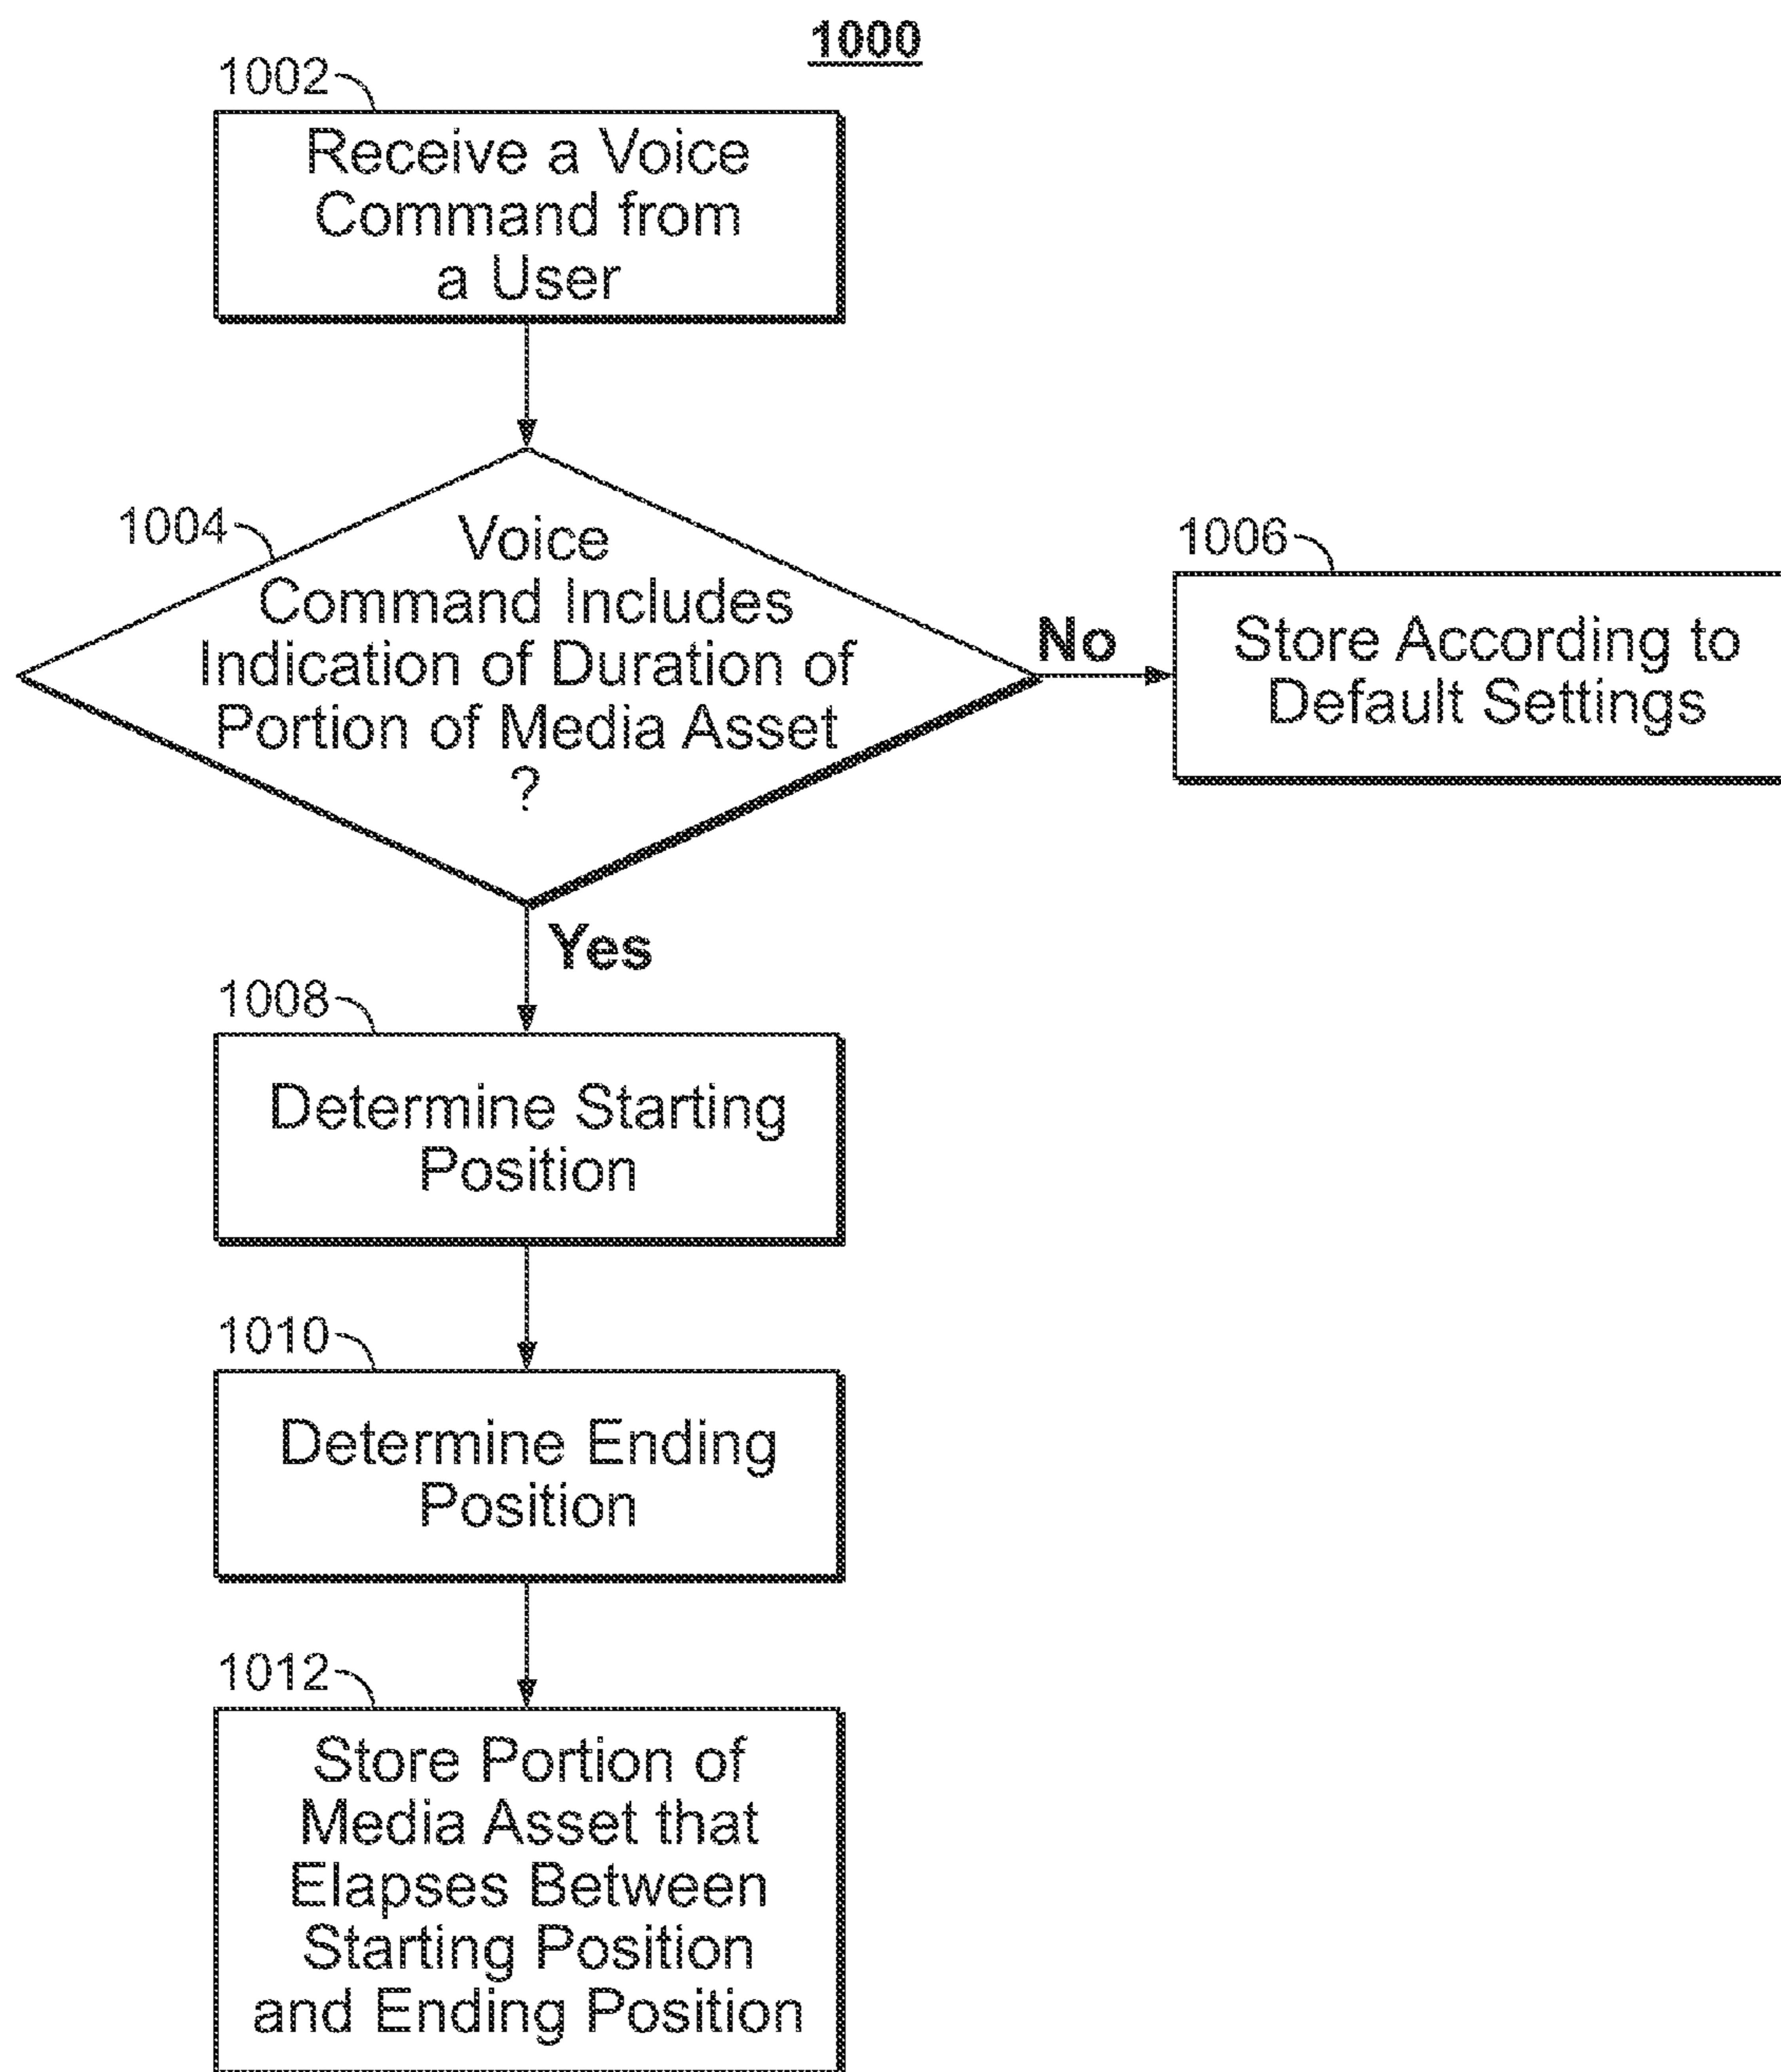 1000
1002
Receive a Voice
Command from
a User
1004
Voice
Command Includes
Indication of Duration of
Portion of Media Asset
?
No
1006
Store According to
Default Settings
Yes
1008
Determine Starting
Position
1010
Determine Ending
Position
1012
Store Portion of
Media Asset that
Elapses Between
Starting Position
and Ending Position